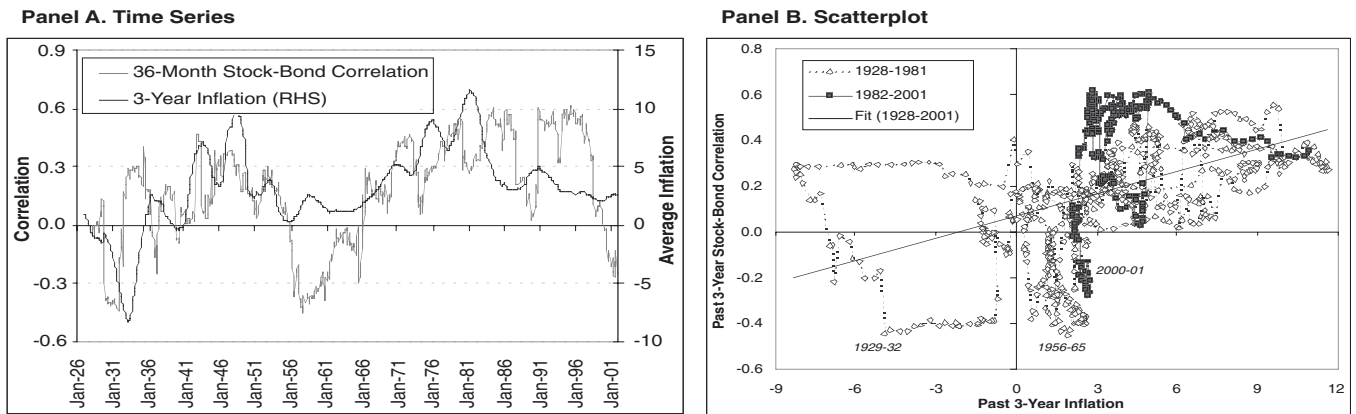 Panel A. Time Series
0.9
0.6
0.3
0.0
-0.3
-0.6
Correlation
36-Month Stock-Bond Correlation
3-Year Inflation (RHS)
15
10
5
0
-5
-10
Average Inflation
Jan-26
Jan-31
Jan-36
Jan-41
Jan-46
Jan-51
Jan-56
Jan-61
Jan-66
Jan-71
Jan-76
Jan-81
Jan-86
Jan-91
Jan-96
Jan-01
Panel B. Scatterplot
0.8
0.6
0.4
0.2
0.0
-0.2
-0.4
-0.6
Past 3-Year Stock-Bond Correlation
1928-1981
1982-2001
Fit (1928-2001)
2000-01
1929-32
1956-65
-9
-6
-3
0
3
6
9
12
Past 3-Year Inflation